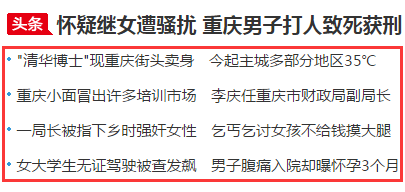 头条 怀疑继女遭骚扰 重庆男子打人致死获刑
"清华博士"现重庆街头卖身 今起主城多部分地区35℃
重庆小面冒出许多培训市场 李庆任重庆市财政局副局长
一局长被指下乡时强奸女性 乞丐乞讨女孩不给钱摸大腿
女大学生无证驾驶被查发飙 男子腹痛入院却曝怀孕3个月